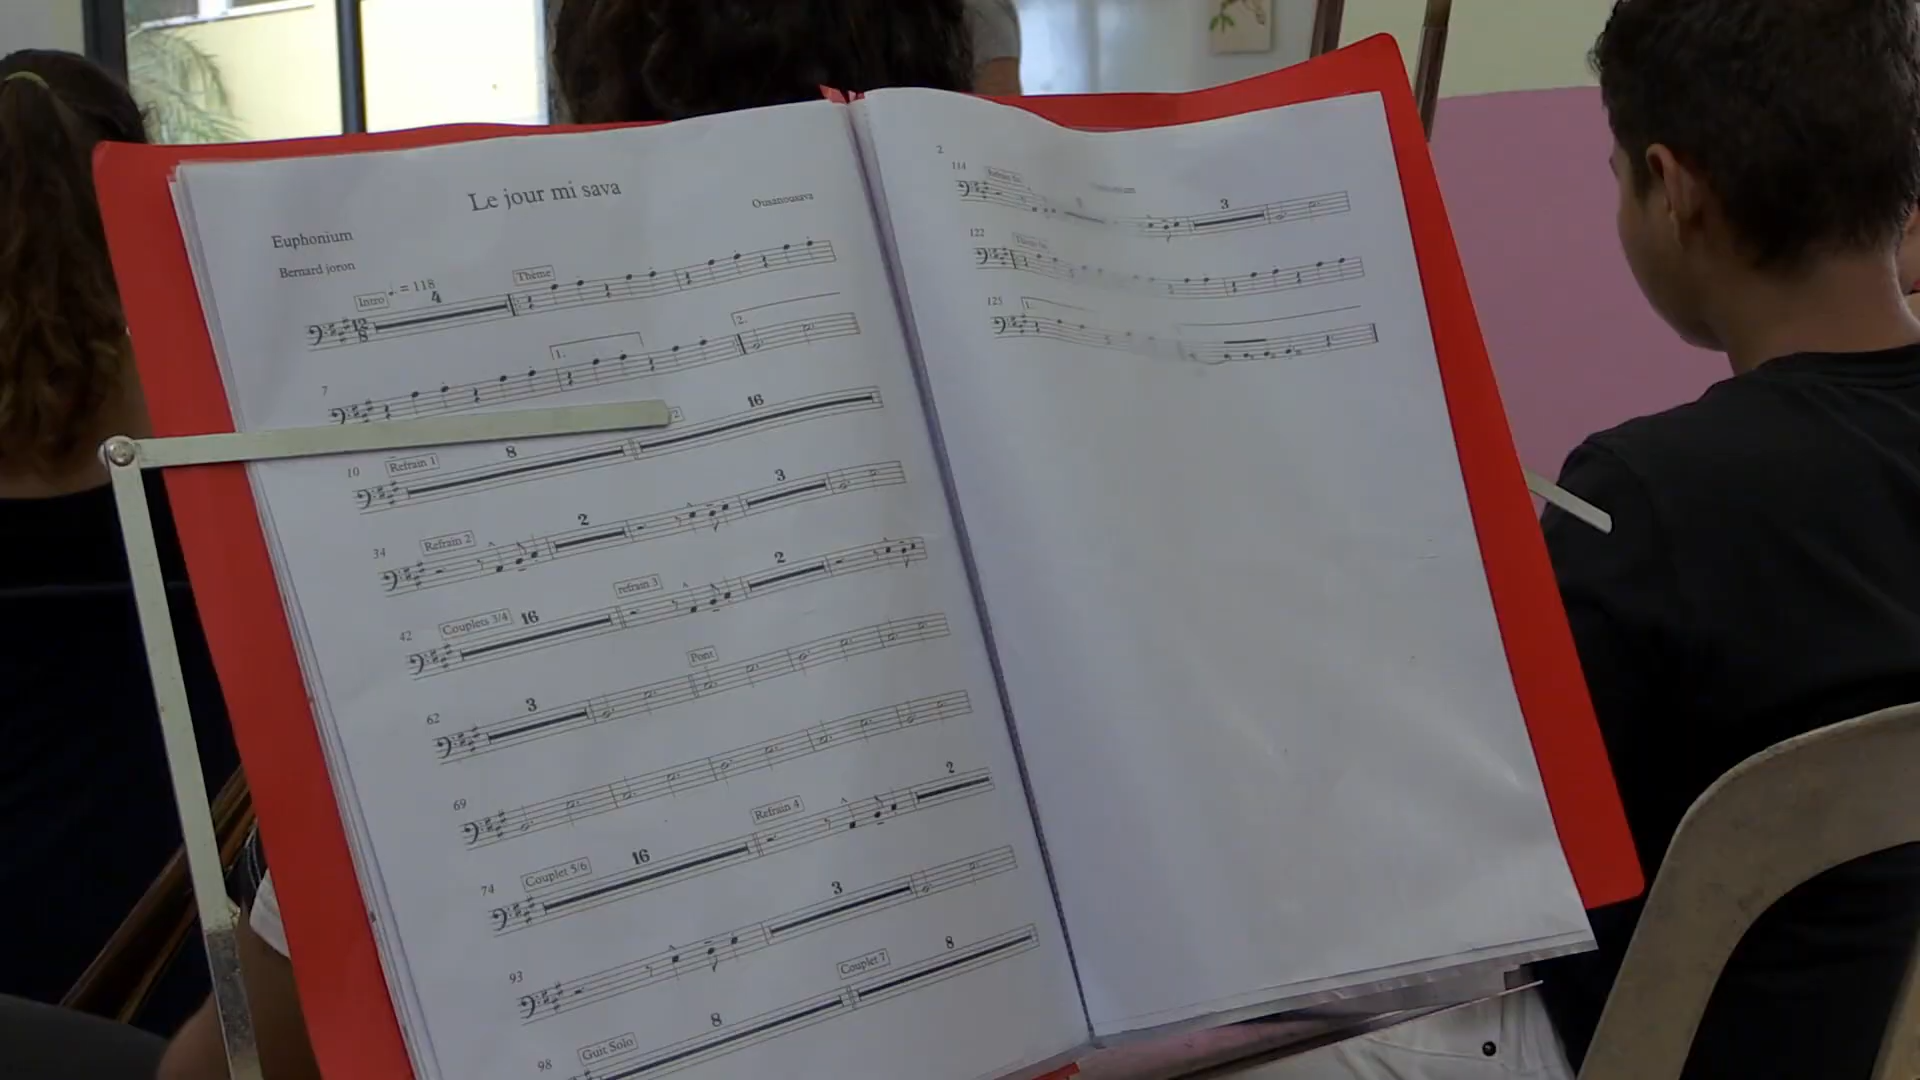 Le jour mi sava
Ousanousava
Euphonium
Bernard joron
Intro = 118 4 Thème
12
8
7 1. 2.
10 Refrain 1 8 16
34 Refrain 2 2 3
42 Couplets 3/4 16 refrain 3 2
62 3 Pont
69
74 Couplet 5/6 16 Refrain 4 2
93 3
98 Guit Solo 8 Couplet 7 8
2
114 3
122
125 1.